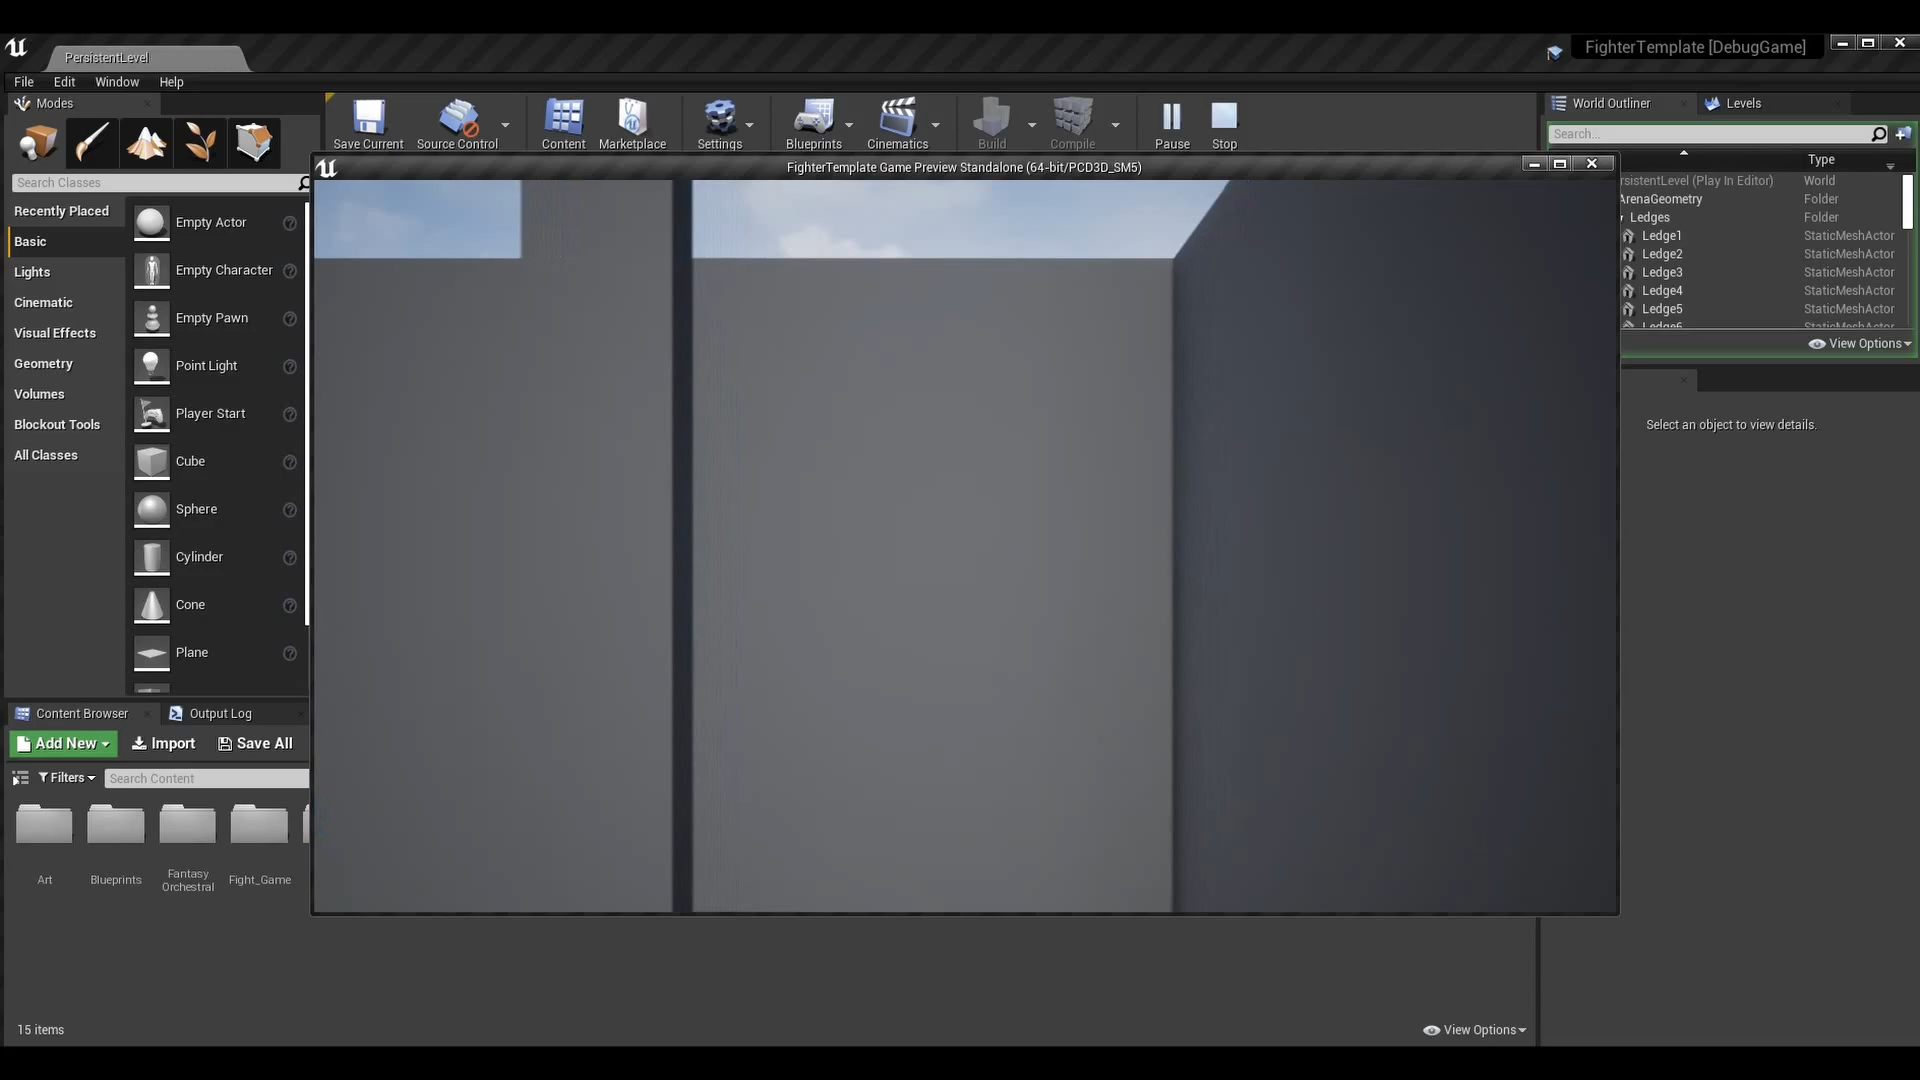 PersistentLevel
FighterTemplate [DebugGame]
File Edit Window Help
Modes
World Outliner
Levels
Save Current
Source Control
Content
Marketplace
Settings
Blueprints
Cinematics
Build
Compile
Pause
Stop
Search...
FighterTemplate Game Preview Standalone (64-bit/PCD3D_SM5)
Type
Search Classes
Recently Placed
Basic
Lights
Cinematic
Visual Effects
Geometry
Volumes
Blockout Tools
All Classes
Empty Actor
Empty Character
Empty Pawn
Point Light
Player Start
Cube
Sphere
Cylinder
Cone
Plane
rsistentLevel (Play In Editor) World
ArenaGeometry Folder
Ledges Folder
Ledge1 StaticMeshActor
Ledge2 StaticMeshActor
Ledge3 StaticMeshActor
Ledge4 StaticMeshActor
Ledge5 StaticMeshActor
Ledge6 StaticMeshActor
View Options
Select an object to view details.
Content Browser
Output Log
Add New
Import
Save All
Filters
Search Content
Art
Blueprints
Fantasy
Orchestral
Fight_Game
15 items
View Options